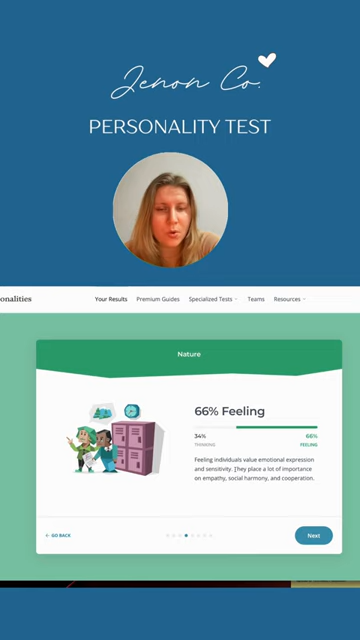 Jenon Co.
PERSONALITY TEST
onalities
Your Results
Premium Guides
Specialized Tests
Teams
Resources
Nature
66% Feeling
34%
66%
THINKING
FEELING
Feeling individuals value emotional expression
and sensitivity. They place a lot of importance
on empathy, social harmony, and cooperation.
← GO BACK
Next